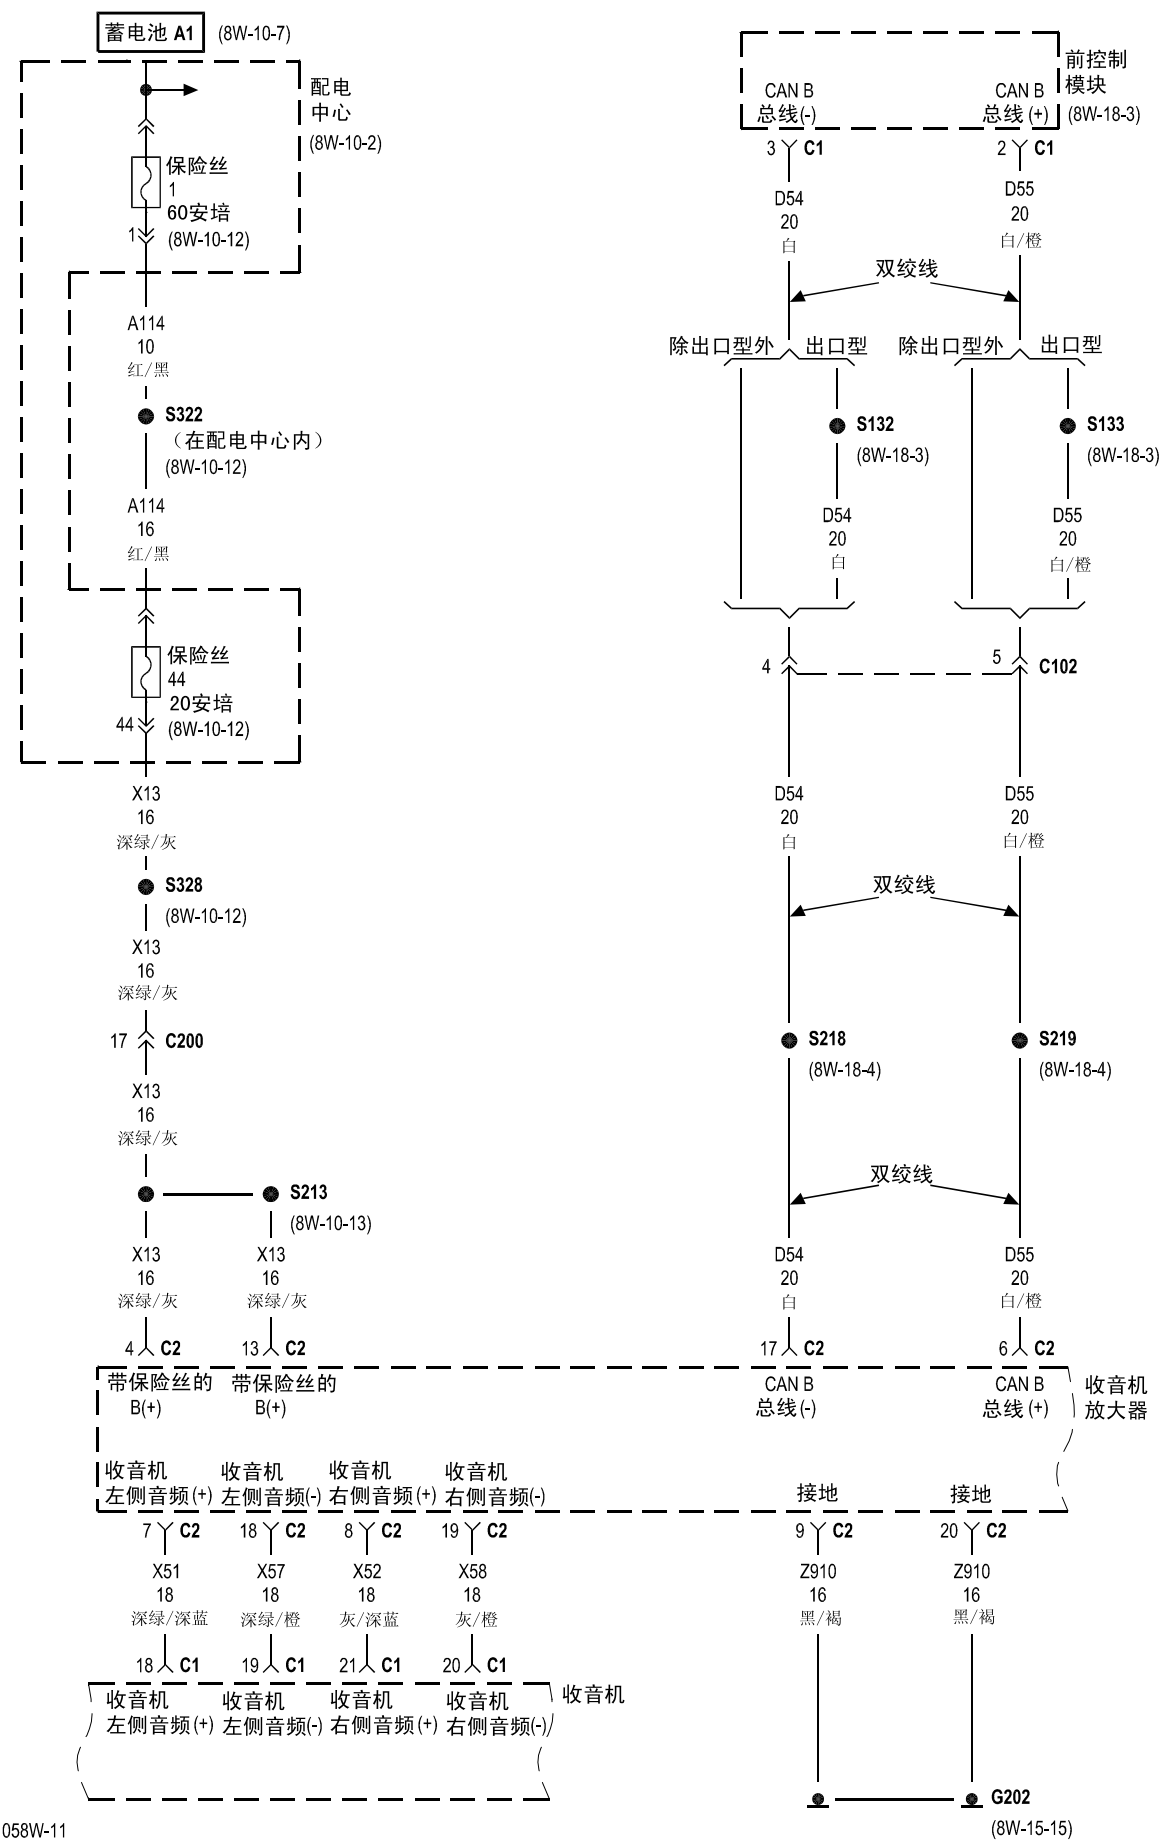 蓄电池 A1 (8W-10-7)
配电
中心
(8W-10-2)
保险丝
1
60安培
1 (8W-10-12)
A114
10
红/黑
S322
（在配电中心内）
(8W-10-12)
A114
16
红/黑
保险丝
44
20安培
44 (8W-10-12)
X13
16
深绿/灰
S328
(8W-10-12)
X13
16
深绿/灰
17 C200
X13
16
深绿/灰
S213
(8W-10-13)
X13 X13
16 16
深绿/灰 深绿/灰
4 C2 13 C2
前控制
模块
(8W-18-3)
CAN B CAN B
总线(-) 总线(+)
3 C1 2 C1
D54 D55
20 20
白 白/橙
双绞线
除出口型外 出口型 除出口型外 出口型
S132 S133
(8W-18-3) (8W-18-3)
D54 D55
20 20
白 白/橙
4 5 C102
D54 D55
20 20
白 白/橙
双绞线
S218 S219
(8W-18-4) (8W-18-4)
双绞线
D54 D55
20 20
白 白/橙
17 C2 6 C2
带保险丝的 带保险丝的 CAN B CAN B
B(+) B(+) 总线(-) 总线(+)
收音机
放大器
收音机 收音机 收音机 收音机
左侧音频(+) 左侧音频(-) 右侧音频(+) 右侧音频(-)
接地 接地
7 C2 18 C2 8 C2 19 C2 9 C2 20 C2
X51 X57 X52 X58 Z910 Z910
18 18 18 18 16 16
深绿/深蓝 深绿/橙 灰/深蓝 灰/橙 黑/褐 黑/褐
18 C1 19 C1 21 C1 20 C1
收音机
收音机 收音机 收音机 收音机
左侧音频(+) 左侧音频(-) 右侧音频(+) 右侧音频(-)
G202
(8W-15-15)
058W-11